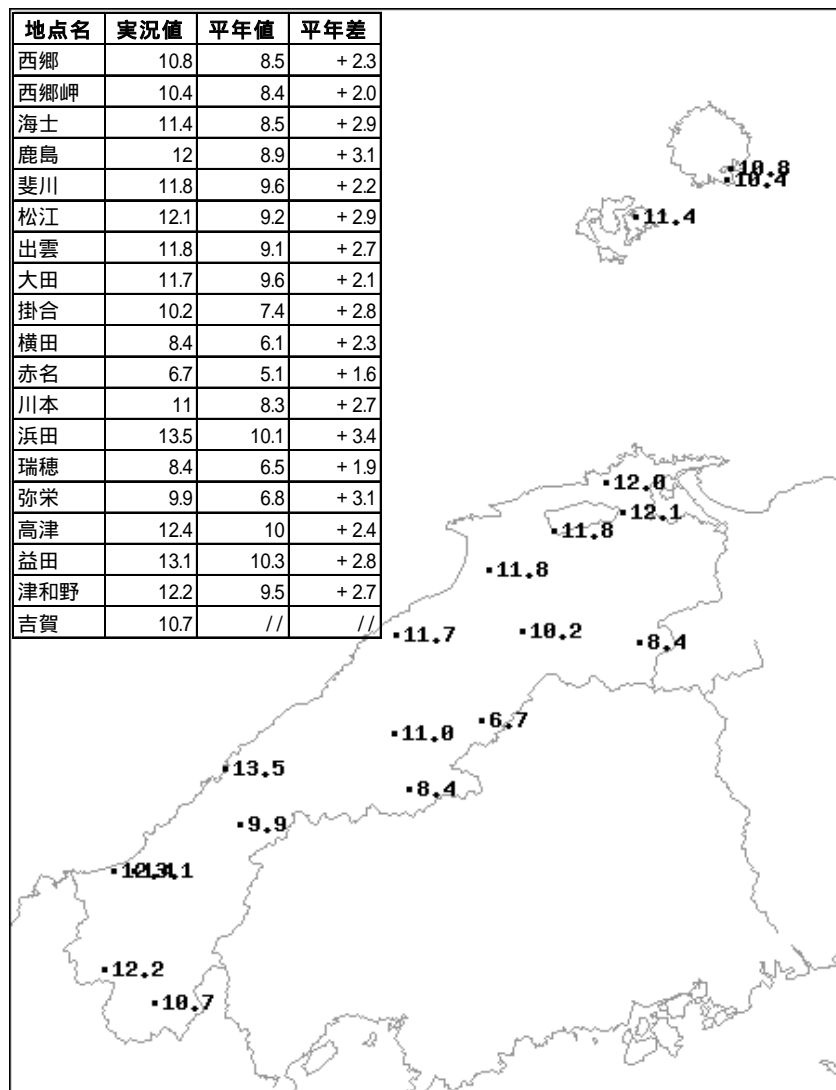 地点名 実況値 平年値 平年差
西郷 10.8 8.5 +2.3
西郷岬 10.4 8.4 +2.0
海士 11.4 8.5 +2.9
鹿島 12 8.9 +3.1
斐川 11.8 9.6 +2.2
松江 12.1 9.2 +2.9
出雲 11.8 9.1 +2.7
大田 11.7 9.6 +2.1
掛合 10.2 7.4 +2.8
横田 8.4 6.1 +2.3
赤名 6.7 5.1 +1.6
川本 11 8.3 +2.7
浜田 13.5 10.1 +3.4
瑞穂 8.4 6.5 +1.9
弥栄 9.9 6.8 +3.1
高津 12.4 10 +2.4
益田 13.1 10.3 +2.8
津和野 12.2 9.5 +2.7
吉賀 10.7 // //
10.8
10.4
11.4
12.0
12.1
11.8
11.8
11.7
10.2
8.4
6.7
11.0
13.5
8.4
9.9
12.2
10.7